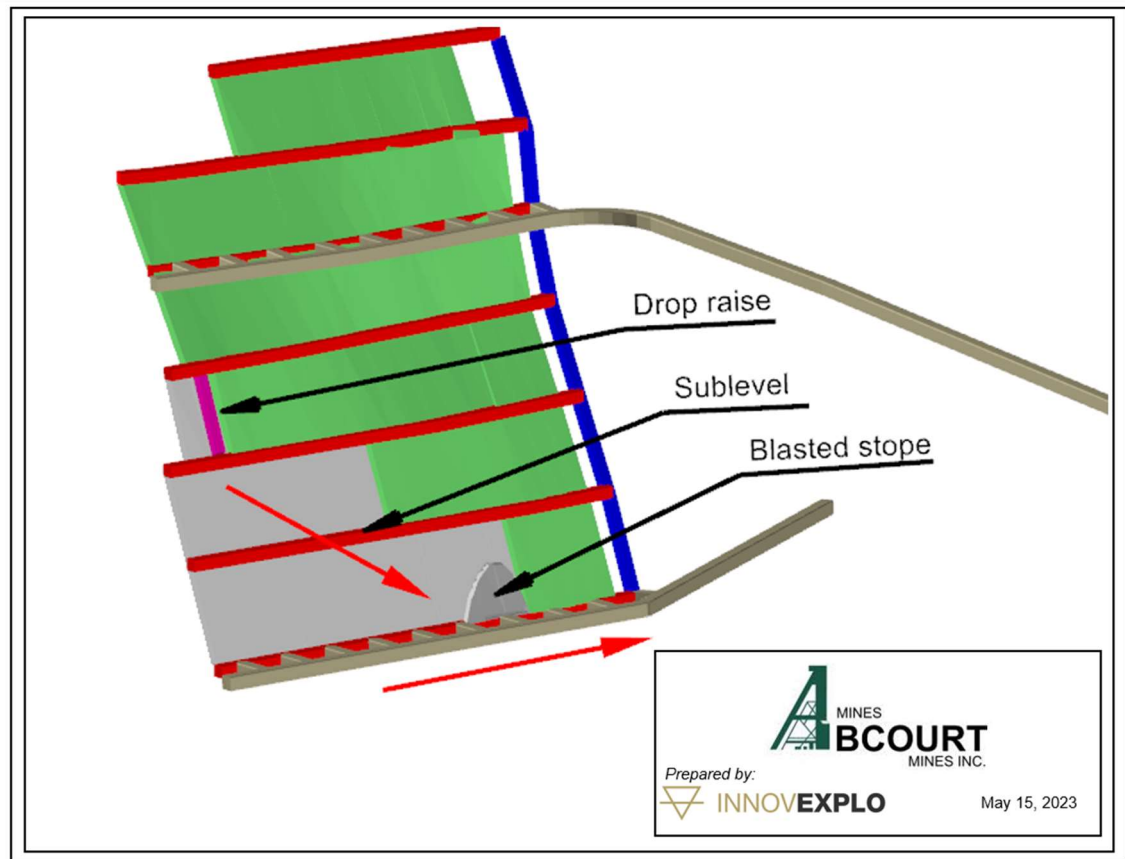 Drop raise
Sublevel
Blasted stope
MINES
ABCOURT
MINES INC.
Prepared by:
INNOVEXPLO
May 15, 2023